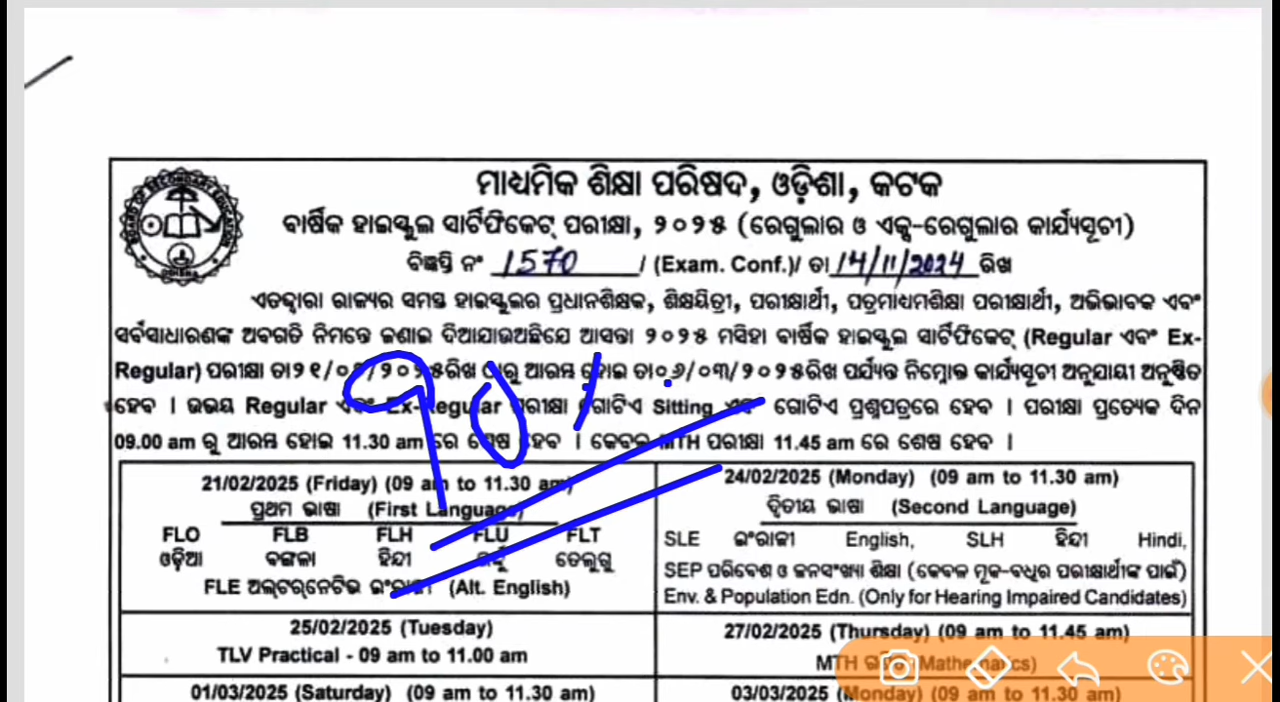 BOARD OF SECONDARY EDUCATION
ODISHA
ମାଧ୍ୟମିକ ଶିକ୍ଷା ପରିଷଦ, ଓଡ଼ିଶା, କଟକ
ବାର୍ଷିକ ହାଇସ୍କୁଲ ସାର୍ଟିଫିକେଟ୍ ପରୀକ୍ଷା, ୨୦୨୫ (ରେଗୁଲାର ଓ ଏକ୍ସ-ରେଗୁଲାର କାର୍ଯ୍ୟସୂଚୀ)
ବିଜ୍ଞପ୍ତି ନଂ 1570 / (Exam. Conf.)/ ତା 14/11/2024 ରିଖ
ଏତଦ୍ଦ୍ୱାରା ରାଜ୍ୟର ସମସ୍ତ ହାଇସ୍କୁଲର ପ୍ରଧାନଶିକ୍ଷକ, ଶିକ୍ଷୟିତ୍ରୀ, ପରୀକ୍ଷାର୍ଥୀ, ପତ୍ରମାଧ୍ୟମଶିକ୍ଷା ପରୀକ୍ଷାର୍ଥୀ, ଅଭିଭାବକ ଏବଂ
ସର୍ବସାଧାରଣଙ୍କ ଅବଗତି ନିମନ୍ତେ ଜଣାଇ ଦିଆଯାଉଅଛିଯେ ଆସନ୍ତା ୨୦୨୫ ମସିହା ବାର୍ଷିକ ହାଇସ୍କୁଲ ସାର୍ଟିଫିକେଟ୍ (Regular ଏବଂ Ex-
Regular) ପରୀକ୍ଷା ତା୨୧/୦୨/୨୦୨୫ରିଖ ଠାରୁ ଆରମ୍ଭ ହୋଇ ତା୦୬/୦୩/୨୦୨୫ରିଖ ପର୍ଯ୍ୟନ୍ତ ନିମ୍ନୋକ୍ତ କାର୍ଯ୍ୟସୂଚୀ ଅନୁଯାୟୀ ଅନୁଷ୍ଠିତ
ହେବ । ଉଭୟ Regular ଏବଂ Ex-Regular ପରୀକ୍ଷା ଗୋଟିଏ Sitting ଏବଂ ଗୋଟିଏ ପ୍ରଶ୍ନପତ୍ରରେ ହେବ । ପରୀକ୍ଷା ପ୍ରତ୍ୟେକ ଦିନ
09.00 am ରୁ ଆରମ୍ଭ ହୋଇ 11.30 am ରେ ଶେଷ ହେବ । କେବଳ MTH ପରୀକ୍ଷା 11.45 am ରେ ଶେଷ ହେବ ।
90%
21/02/2025 (Friday) (09 am to 11.30 am)
ପ୍ରଥମ ଭାଷା (First Language)
FLO FLB FLH FLU FLT
ଓଡ଼ିଆ ବଙ୍ଗଳା ହିନ୍ଦୀ ଉର୍ଦ୍ଦୁ ତେଲୁଗୁ
FLE ଅଲ୍ଟରନେଟିଭ ଇଂରାଜୀ (Alt. English)
24/02/2025 (Monday) (09 am to 11.30 am)
ଦ୍ୱିତୀୟ ଭାଷା (Second Language)
SLE ଇଂରାଜୀ English, SLH ହିନ୍ଦୀ Hindi,
SEP ପରିବେଶ ଓ ଜନସଂଖ୍ୟା ଶିକ୍ଷା (କେବଳ ମୂକ-ବଧିର ପରୀକ୍ଷାର୍ଥୀଙ୍କ ପାଇଁ)
Env. & Population Edn. (Only for Hearing Impaired Candidates)
25/02/2025 (Tuesday)
TLV Practical - 09 am to 11.00 am
27/02/2025 (Thursday) (09 am to 11.45 am)
MTH ଗଣିତ (Mathematics)
01/03/2025 (Saturday) (09 am to 11.30 am)
03/03/2025 (Monday) (09 am to 11.30 am)